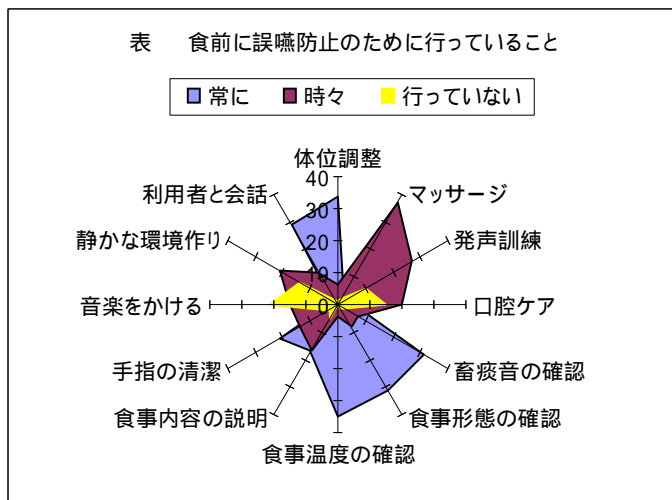 表 食前に誤嚥防止のために行っていること
常に 時々 行っていない
体位調整
利用者と会話 40 マッサージ
30
静かな環境作り 20 発声訓練
10
音楽をかける 0 口腔ケア
手指の清潔 畜痰音の確認
食事内容の説明 食事形態の確認
食事温度の確認